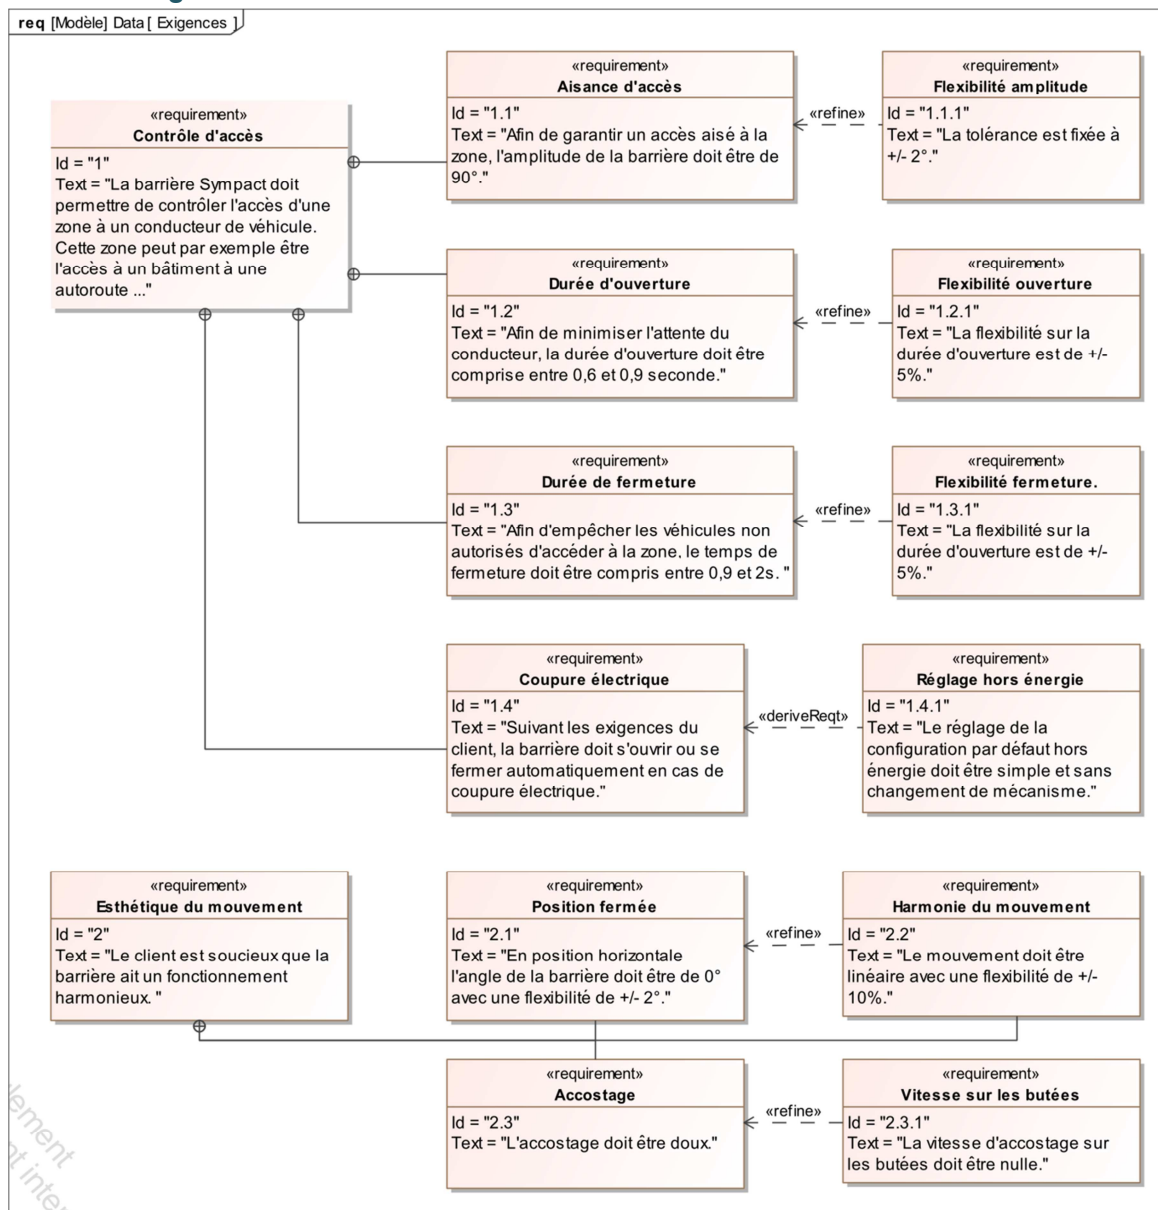 req [Modèle] Data [ Exigences ]
«requirement»
Contrôle d'accès
Id = "1"
Text = "La barrière Sympact doit
permettre de contrôler l'accès d'une
zone à un conducteur de véhicule.
Cette zone peut par exemple être
l'accès à un bâtiment à une
autoroute ..."
«requirement»
Aisance d'accès
Id = "1.1"
Text = "Afin de garantir un accès aisé à la
zone, l'amplitude de la barrière doit être de
90°."
«refine»
«requirement»
Flexibilité amplitude
Id = "1.1.1"
Text = "La tolérance est fixée à
+/- 2°."
«requirement»
Durée d'ouverture
Id = "1.2"
Text = "Afin de minimiser l'attente du
conducteur, la durée d'ouverture doit être
comprise entre 0,6 et 0,9 seconde."
«refine»
«requirement»
Flexibilité ouverture
Id = "1.2.1"
Text = "La flexibilité sur la
durée d'ouverture est de +/-
5%."
«requirement»
Durée de fermeture
Id = "1.3"
Text = "Afin d'empêcher les véhicules non
autorisés d'accéder à la zone, le temps de
fermeture doit être compris entre 0,9 et 2s. "
«refine»
«requirement»
Flexibilité fermeture.
Id = "1.3.1"
Text = "La flexibilité sur la
durée d'ouverture est de +/-
5%."
«requirement»
Coupure électrique
Id = "1.4"
Text = "Suivant les exigences du
client, la barrière doit s'ouvrir ou se
fermer automatiquement en cas de
coupure électrique."
«deriveReqt»
«requirement»
Réglage hors énergie
Id = "1.4.1"
Text = "Le réglage de la
configuration par défaut hors
énergie doit être simple et sans
changement de mécanisme."
«requirement»
Esthétique du mouvement
Id = "2"
Text = "Le client est soucieux que la
barrière ait un fonctionnement
harmonieux. "
«requirement»
Position fermée
Id = "2.1"
Text = "En position horizontale
l'angle de la barrière doit être de 0°
avec une flexibilité de +/- 2°."
«refine»
«requirement»
Harmonie du mouvement
Id = "2.2"
Text = "Le mouvement doit être
linéaire avec une flexibilité de +/-
10%."
«requirement»
Accostage
Id = "2.3"
Text = "L'accostage doit être doux."
«refine»
«requirement»
Vitesse sur les butées
Id = "2.3.1"
Text = "La vitesse d'accostage sur
les butées doit être nulle."